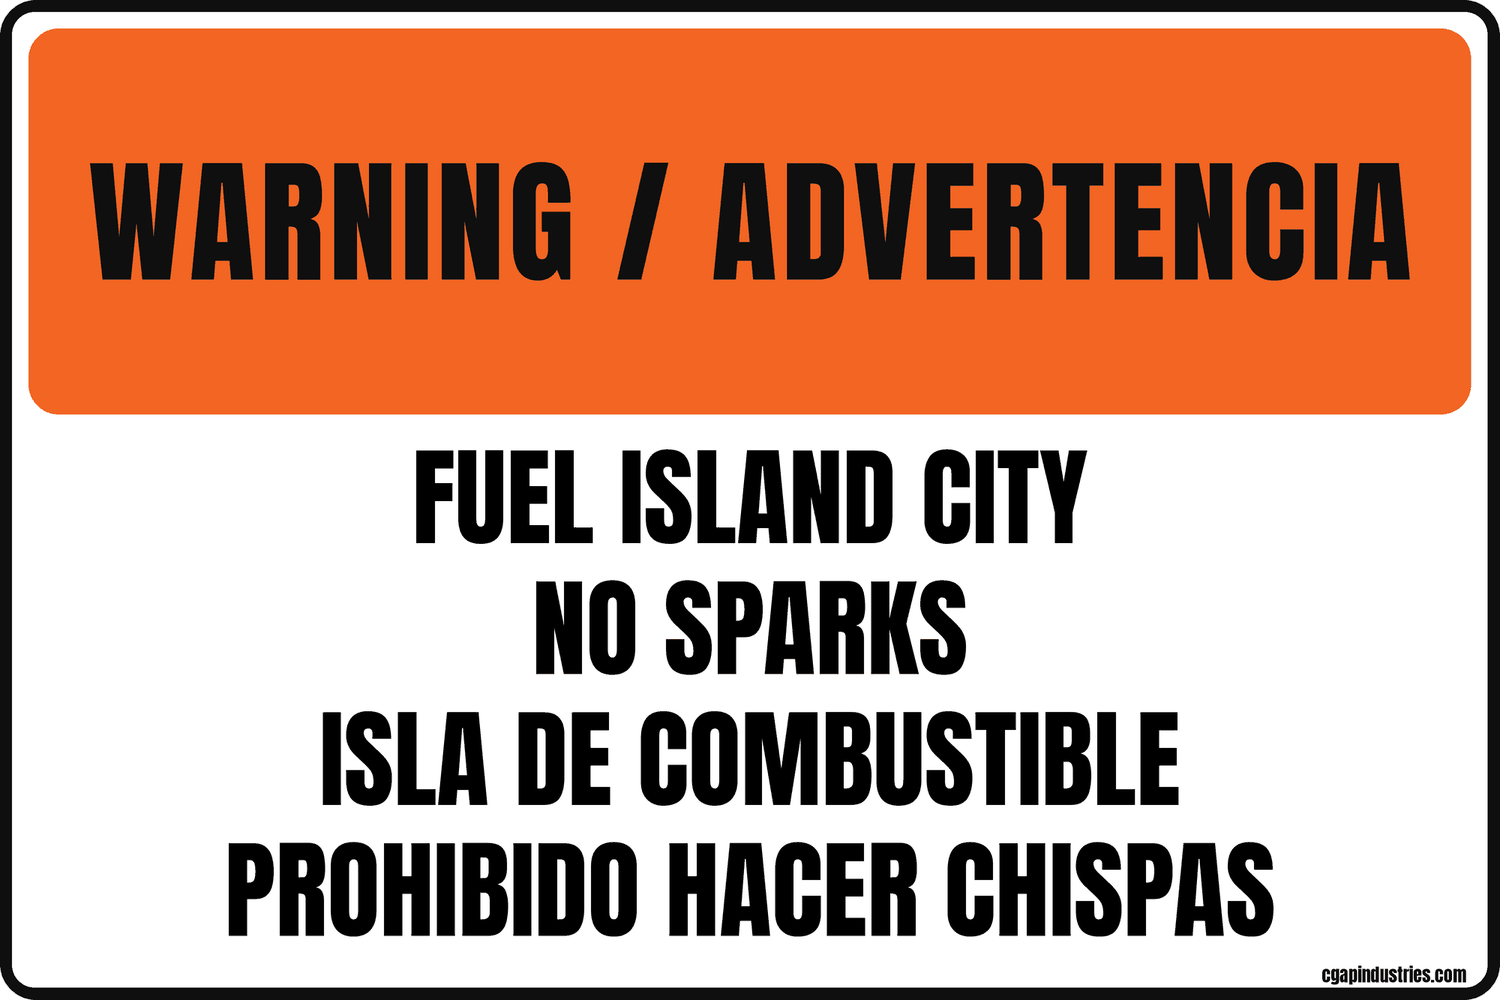 WARNING / ADVERTENCIA
FUEL ISLAND CITY
NO SPARKS
ISLA DE COMBUSTIBLE
PROHIBIDO HACER CHISPAS
cgapindustries.com